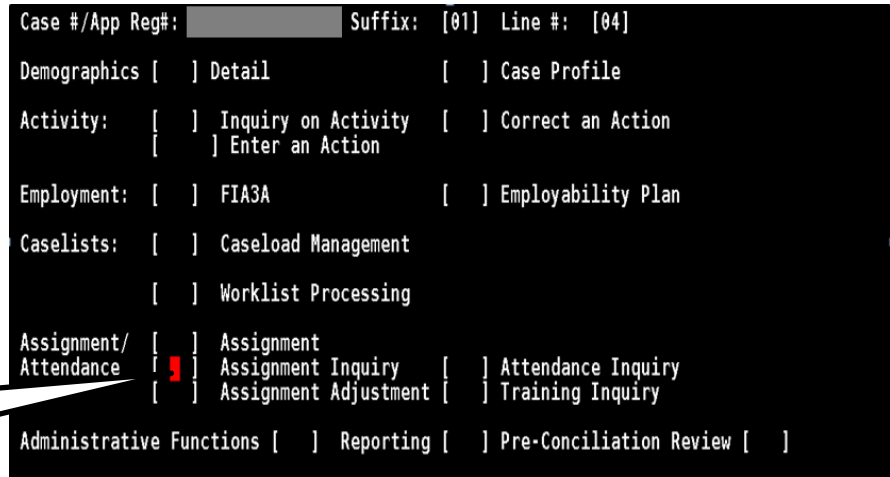 Case #/App Reg#: Suffix: [01] Line #: [04]
Demographics [ ] Detail [ ] Case Profile
Activity: [ ] Inquiry on Activity [ ] Correct an Action
[ ] Enter an Action
Employment: [ ] FIA3A [ ] Employability Plan
Caselists: [ ] Caseload Management
[ ] Worklist Processing
Assignment/ [ ] Assignment
Attendance [ ] Assignment Inquiry [ ] Attendance Inquiry
[ ] Assignment Adjustment [ ] Training Inquiry
Administrative Functions [ ] Reporting [ ] Pre-Conciliation Review [ ]